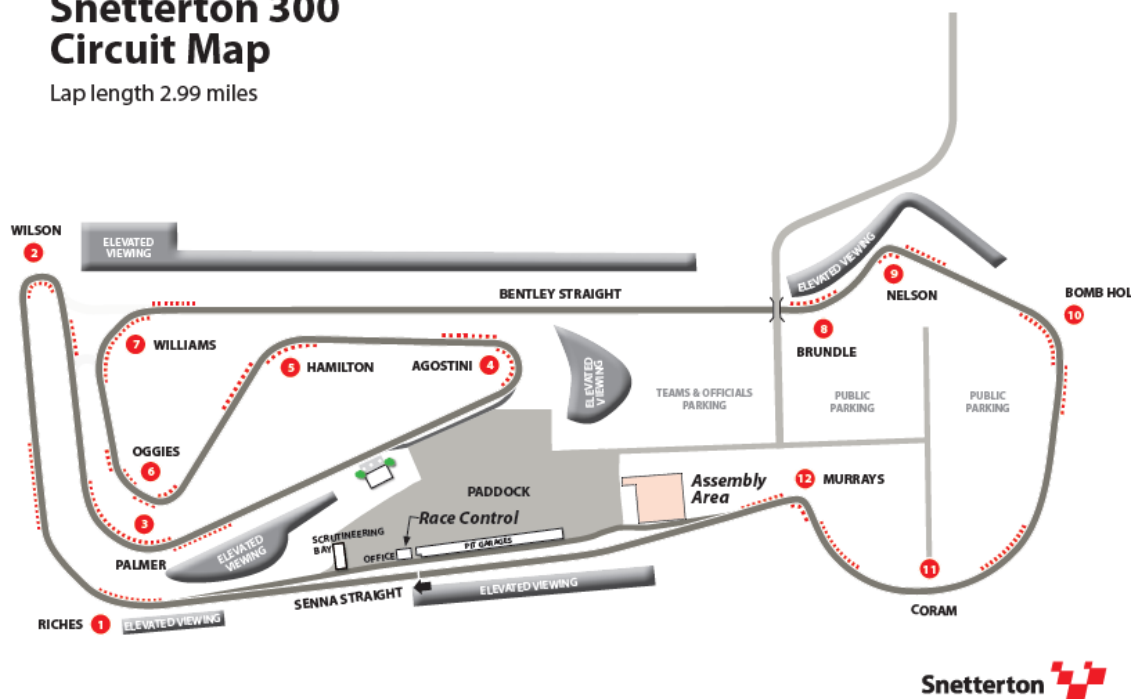 Snetterton 300
Circuit Map
Lap length 2.99 miles
WILSON
2
ELEVATED
VIEWING
BENTLEY STRAIGHT
ELEVATED VIEWING
9
NELSON
BOMB HOL
10
7 WILLIAMS
5 HAMILTON
AGOSTINI 4
8
BRUNDLE
ELEVATED
VIEWING
TEAMS & OFFICIALS
PARKING
PUBLIC
PARKING
PUBLIC
PARKING
OGGIES
6
3
PALMER
PADDOCK
12 MURRAYS
Assembly
Area
Race Control
SCRUTINEERING
BAY
OFFICE
PIT GARAGES
ELEVATED
VIEWING
SENNA STRAIGHT
ELEVATED VIEWING
11
CORAM
RICHES 1
ELEVATED VIEWING
Snetterton